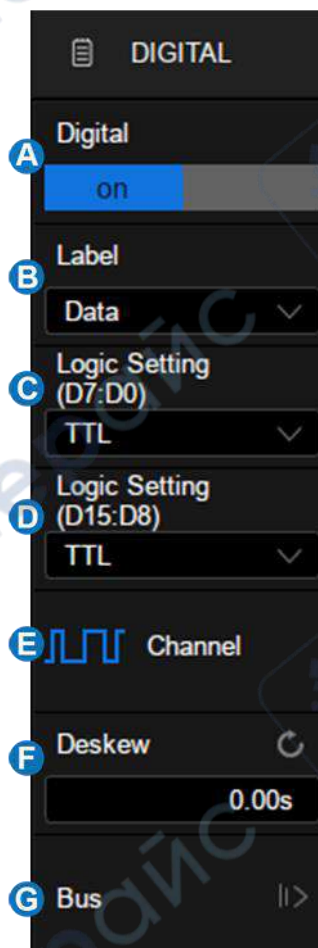 DIGITAL
A
Digital
on
B
Label
Data
C
Logic Setting
(D7:D0)
TTL
Logic Setting
D
(D15:D8)
TTL
E
Channel
F
Deskew
0.00s
G
Bus